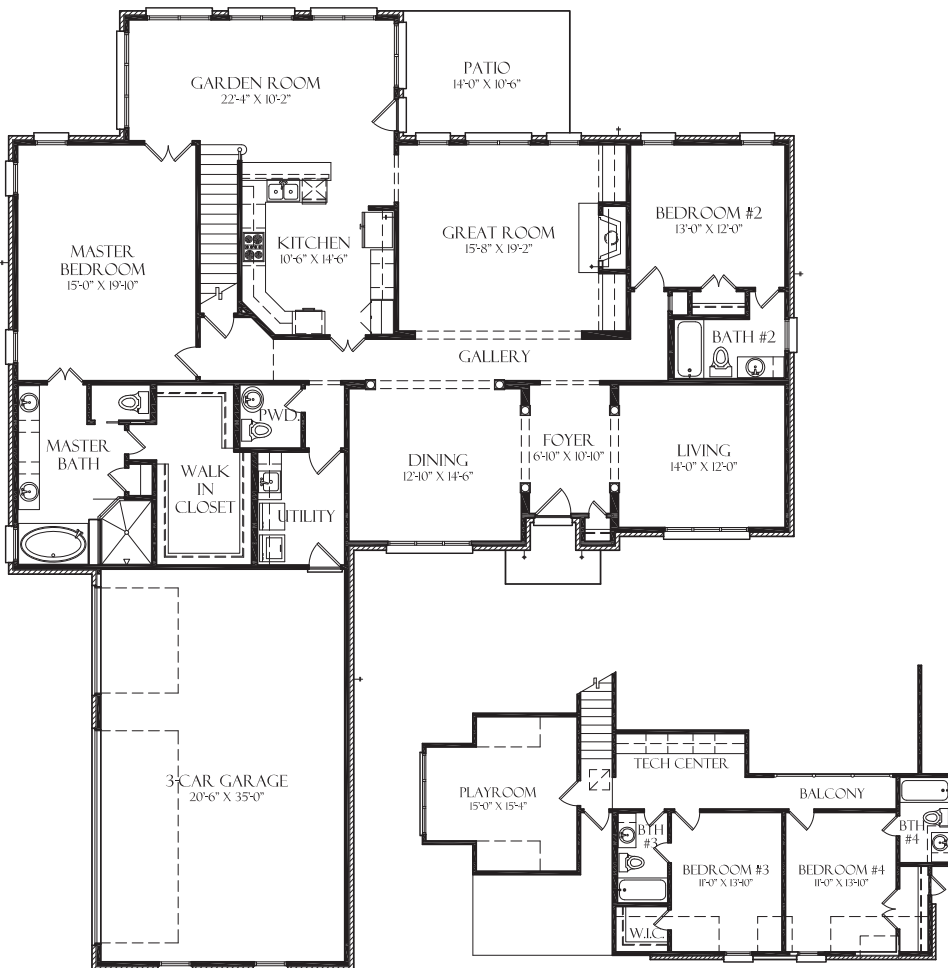 GARDEN ROOM
22'-4" X 10'-2"
PATIO
14'-0" X 10'-6"
MASTER
BEDROOM
15'-0" X 19'-10"
KITCHEN
10'-6" X 14'-6"
GREAT ROOM
15'-8" X 19'-2"
BEDROOM #2
13'-0" X 12'-0"
BATH #2
GALLERY
MASTER
BATH
WALK
IN
CLOSET
PWD.
UTILITY
DINING
12'-10" X 14'-6"
FOYER
6'-10" X 10'-10"
LIVING
14'-0" X 12'-0"
3-CAR GARAGE
20'-6" X 35'-0"
PLAYROOM
15'-0" X 15'-4"
TECH CENTER
BALCONY
BTH
#3
BTH
#4
BEDROOM #3
11'-0" X 13'-10"
BEDROOM #4
11'-0" X 13'-10"
W.I.C.